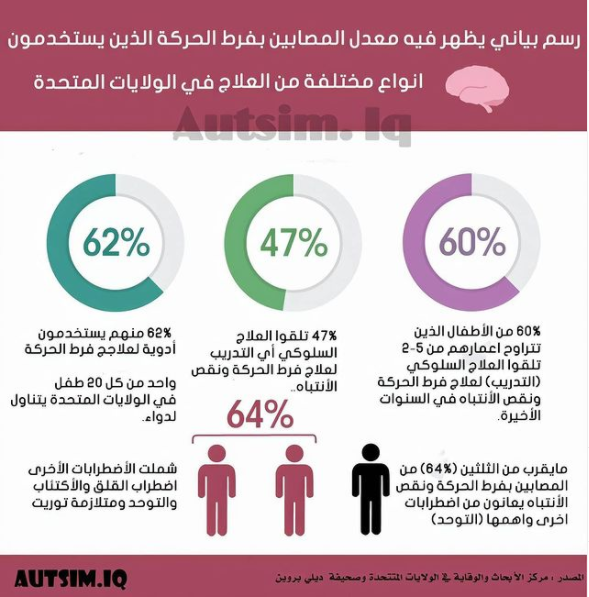 رسم بياني يظهر فيه معدل المصابين بفرط الحركة الذين يستخدمون
انواع مختلفة من العلاج في الولايات المتحدة
Autsim. Iq
60%
47%
62%
60% من الأطفال الذين
تتراوح اعمارهم من 5-2
تلقوا العلاج السلوكي
(التدريب) لعلاج فرط الحركة
ونقص الأنتباه في السنوات
الأخيرة.
47% تلقوا العلاج
السلوكي أي التدريب
لعلاج فرط الحركة ونقص
الأنتباه..
62% منهم يستخدمون
أدوية لعلاجج فرط الحركة
واحد من كل 20 طفل
في الولايات المتحدة يتناول
لدواء.
64%
مايقرب من الثلثين (64%) من
المصابين بفرط الحركة ونقص
الأنتباه يعانون من اضطرابات
اخرى واهمها (التوحد)
شملت الأضطرابات الأخرى
اضطراب القلق والأكتئاب
والتوحد ومتلازمة توريت
المصدر : مركز الأبحاث والوقاية في الولايات المتتحدة وصحيفة ديلي بروين
AUTSIM.IQ